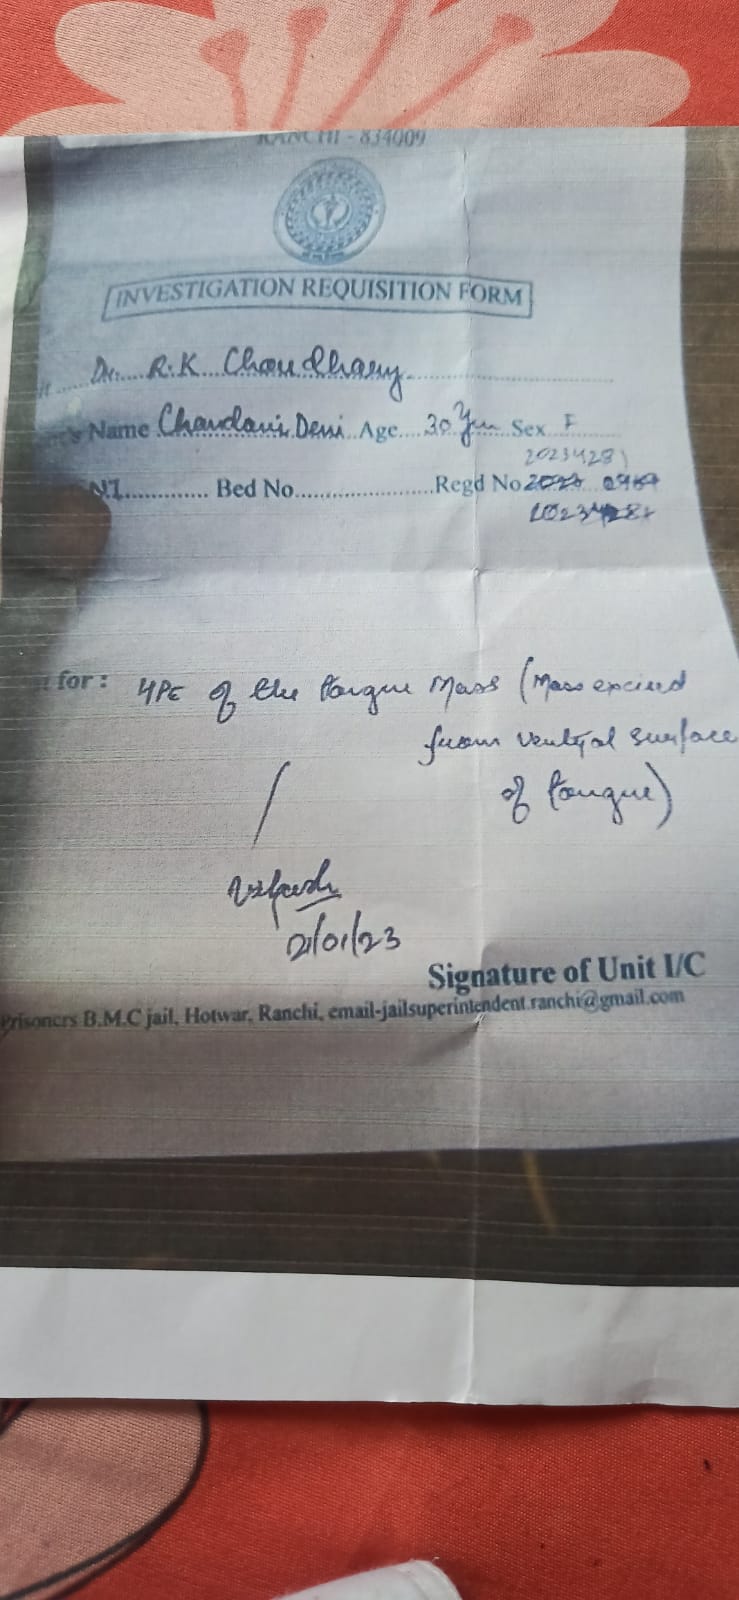 RANCHI - 834009
INVESTIGATION REQUISITION FORM
Dr. R.K Choudhary
Name Chandani Devi Age 30 Sex F
20234281
Bed No. Regd No
for : HPE of the tongue Mass (Mass excised
from ventral surface
of tongue)
21/01/23
Signature of Unit I/C
Prisoners B.M.C jail, Hotwar, Ranchi, email-jailsuperintendent.ranchi@gmail.com